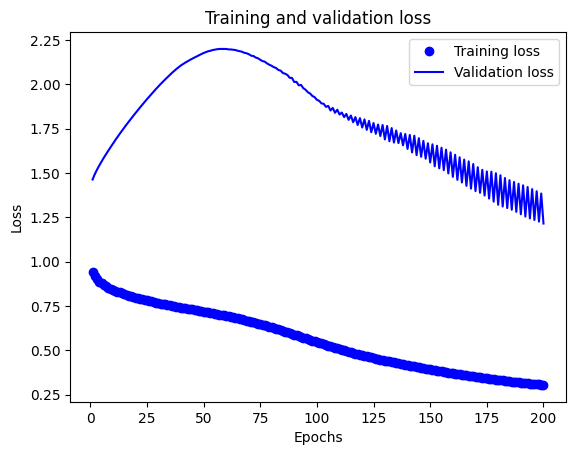 Training and validation loss
Training loss
Validation loss
2.25
2.00
1.75
1.50
1.25
1.00
0.75
0.50
0.25
Loss
0 25 50 75 100 125 150 175 200
Epochs